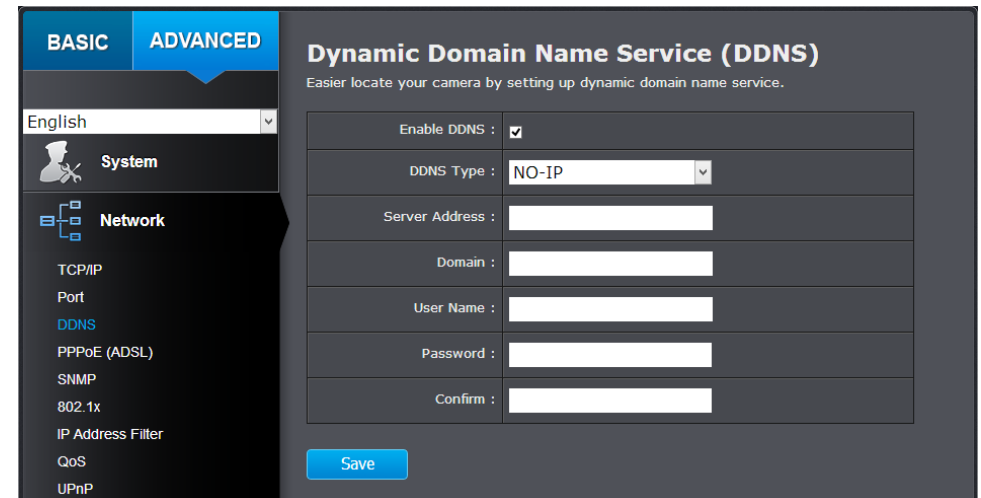 BASIC
ADVANCED
English
System
Network
TCP/IP
Port
DDNS
PPPoE (ADSL)
SNMP
802.1x
IP Address Filter
QoS
UPnP
Dynamic Domain Name Service (DDNS)
Easier locate your camera by setting up dynamic domain name service.
Enable DDNS :
DDNS Type : NO-IP
Server Address :
Domain :
User Name :
Password :
Confirm :
Save